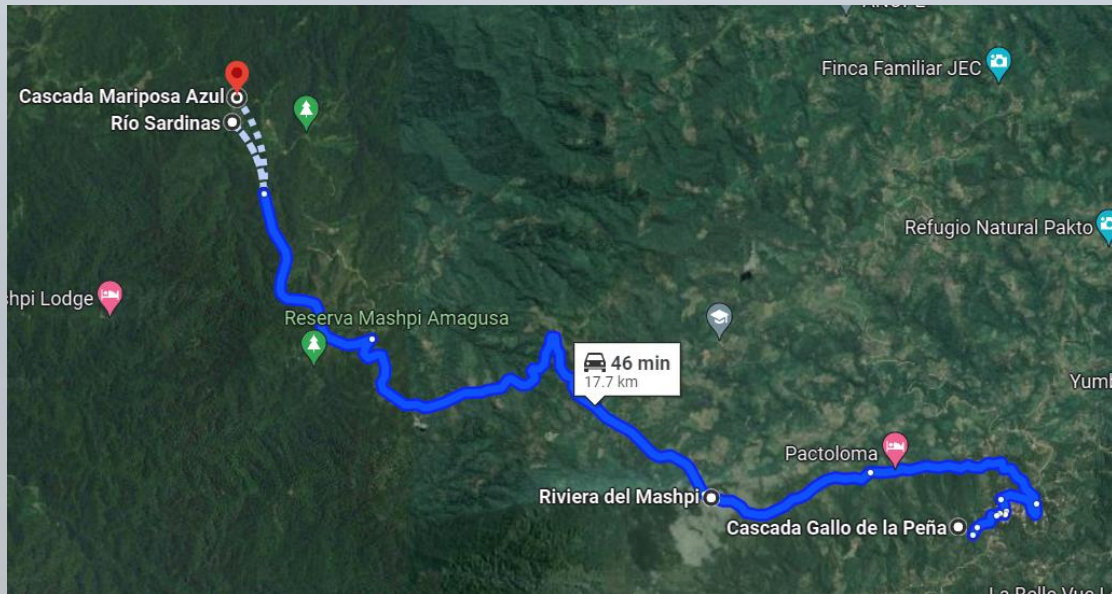 Finca Familiar JEC
Cascada Mariposa Azul
Río Sardinas
Refugio Natural Pakto
shpi Lodge
Reserva Mashpi Amagusa
46 min
17.7 km
Yumb
Pactoloma
Riviera del Mashpi
Cascada Gallo de la Peña